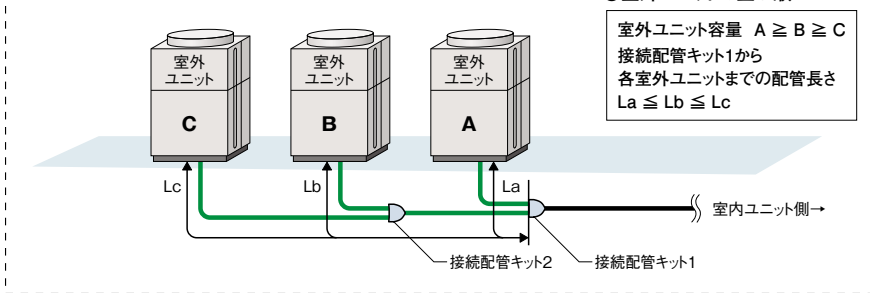 室外ユニット容量 A ≧ B ≧ C
接続配管キット1から
各室外ユニットまでの配管長さ
La ≦ Lb ≦ Lc
室外
ユニット
C
室外
ユニット
B
室外
ユニット
A
Lc
Lb
La
室内ユニット側→
接続配管キット2
接続配管キット1